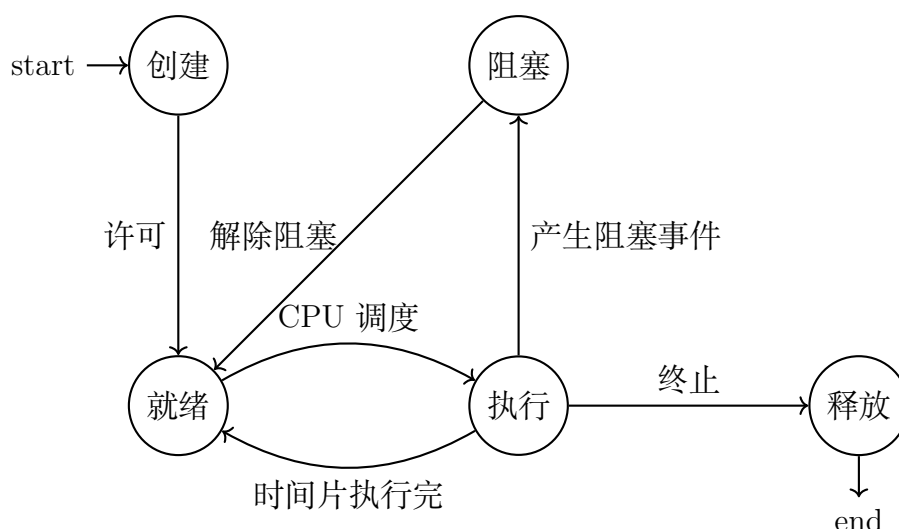 start
创建
阻塞
许可
解除阻塞
产生阻塞事件
CPU 调度
就绪
执行
终止
释放
时间片执行完
end